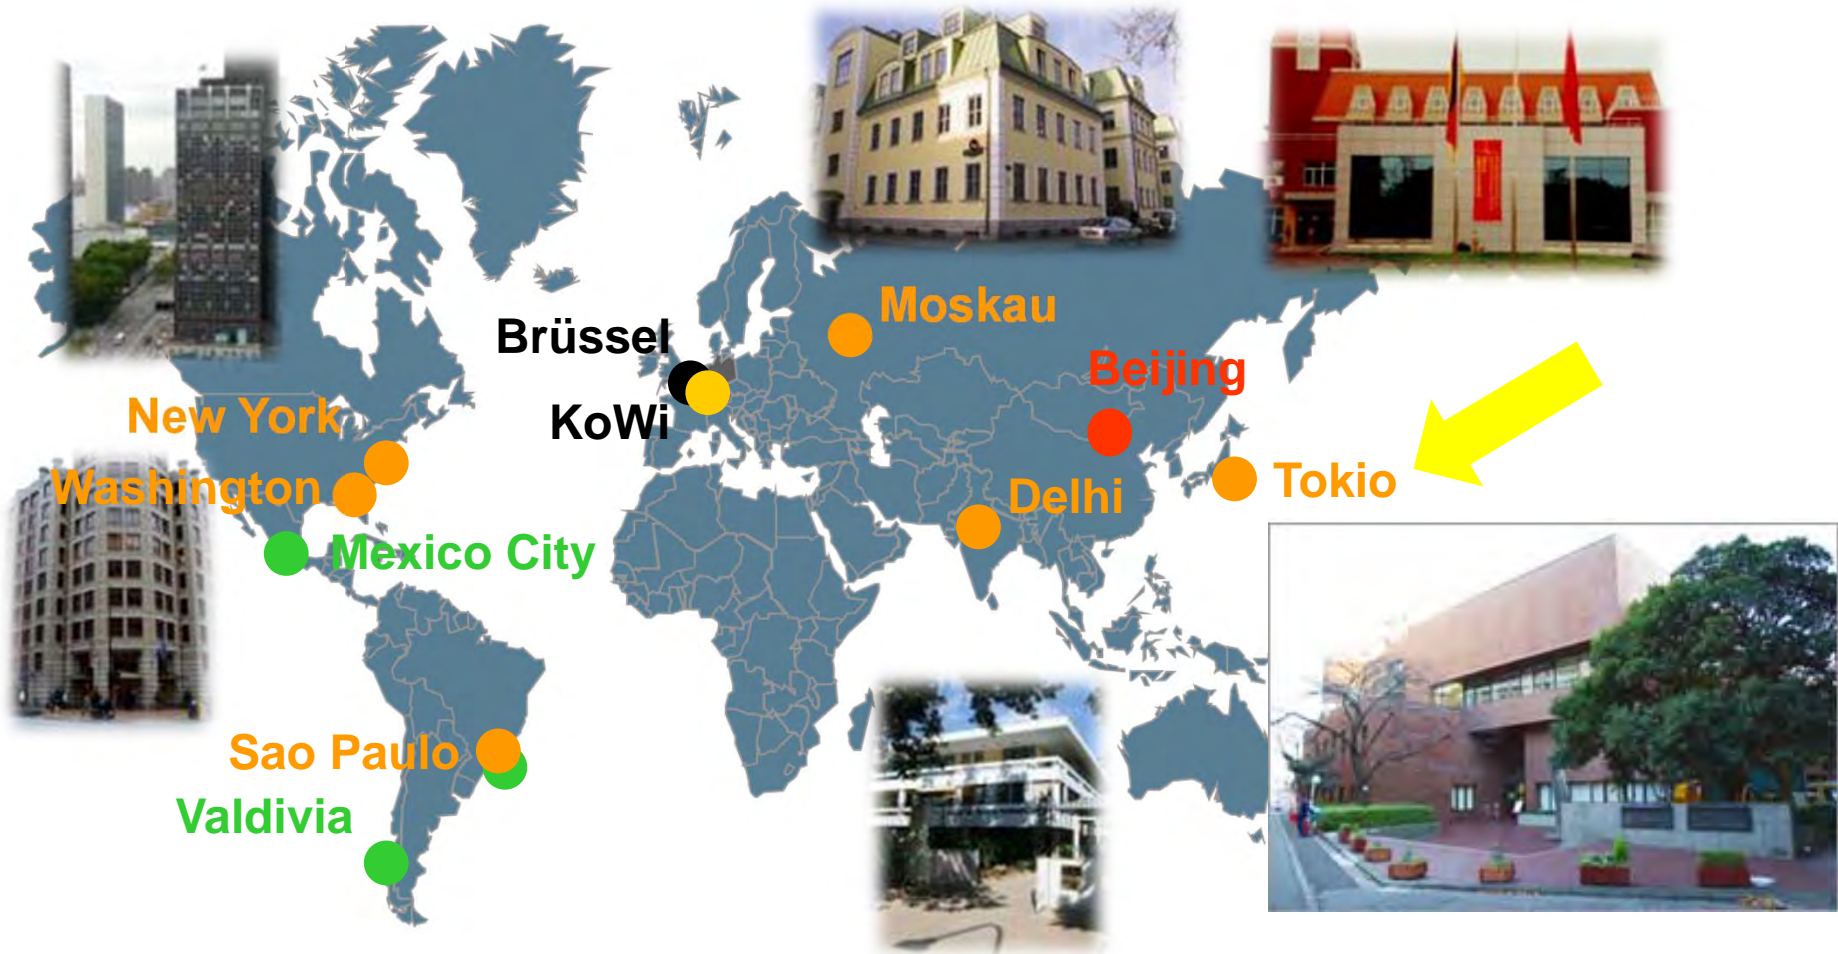 Moskau
Brüssel
Beijing
New York
KoWi
Washington
Delhi
Tokio
Mexico City
Sao Paulo
Valdivia